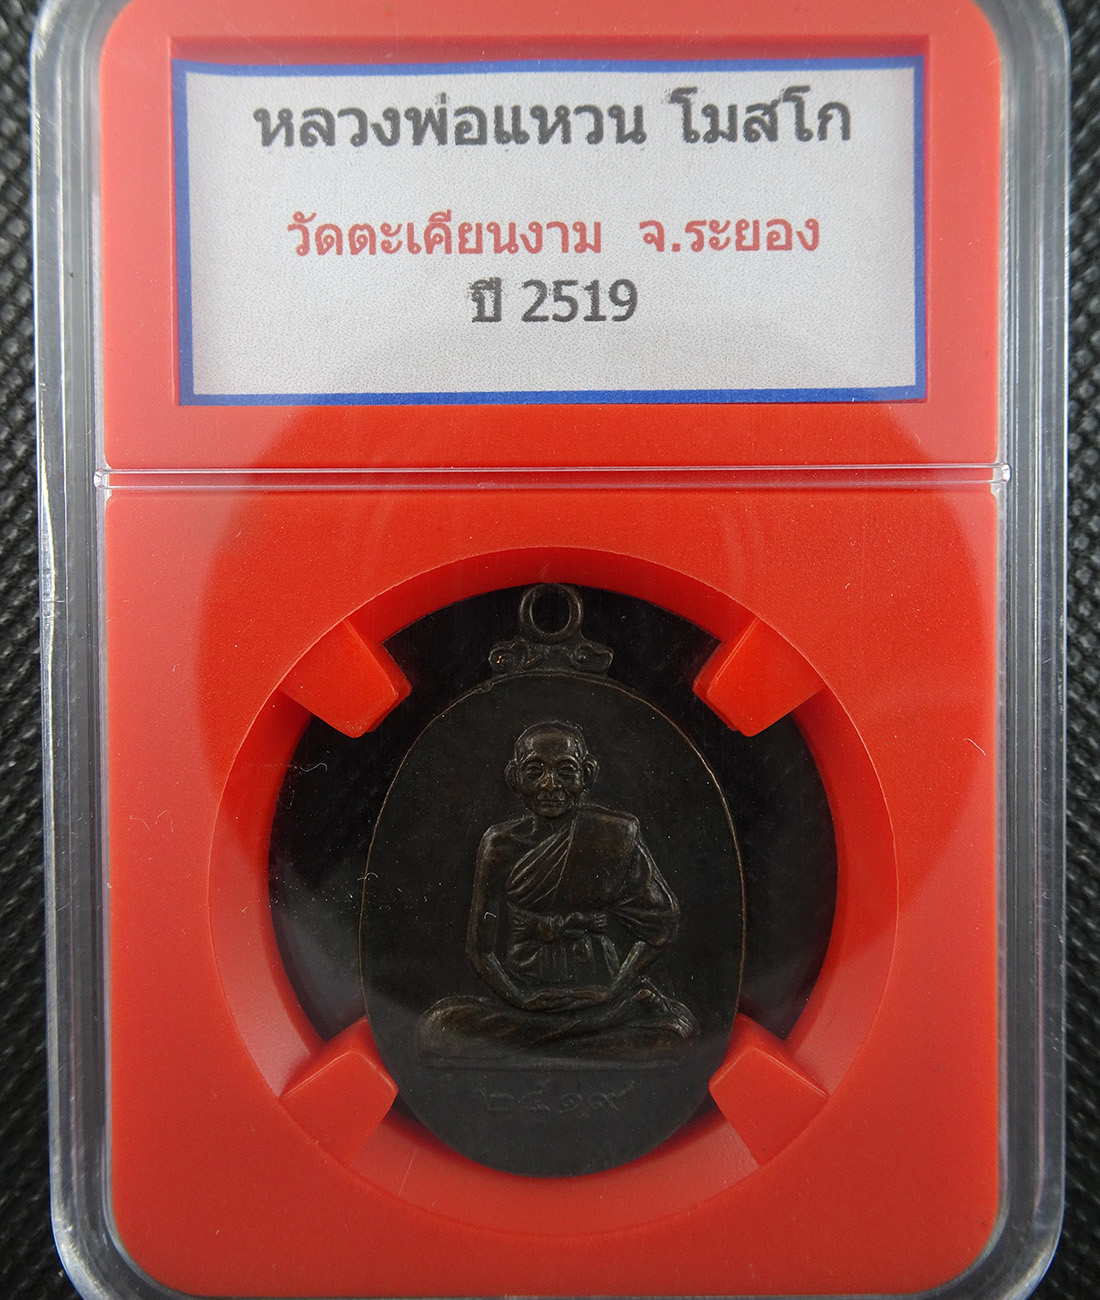 หลวงพ่อแหวน โมสโก
วัดตะเคียนงาม จ.ระยอง
ปี 2519
๒๕๑๙